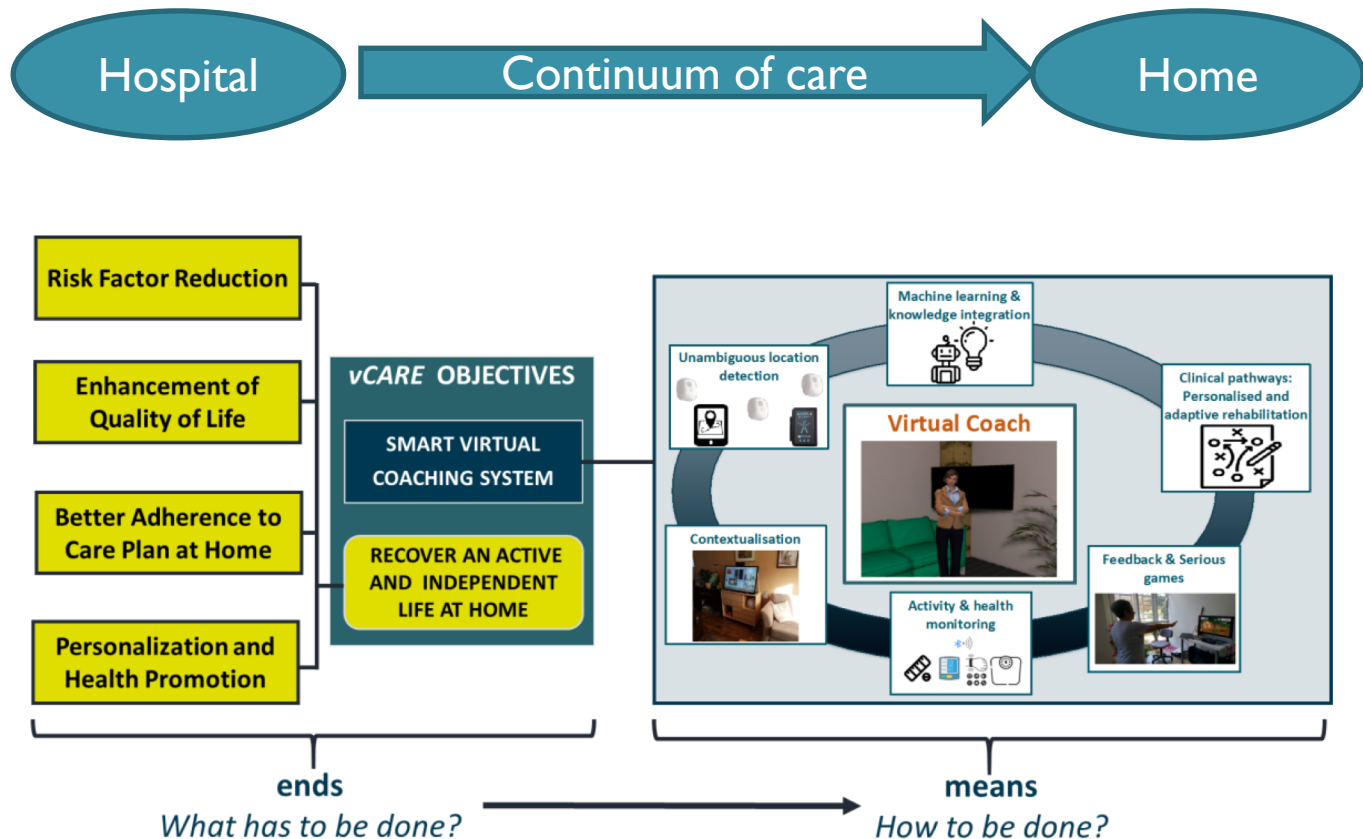 Hospital
Continuum of care
Home
Risk Factor Reduction
Enhancement of
Quality of Life
Better Adherence to
Care Plan at Home
Personalization and
Health Promotion
vCARE OBJECTIVES
SMART VIRTUAL
COACHING SYSTEM
RECOVER AN ACTIVE
AND INDEPENDENT
LIFE AT HOME
Machine learning &
knowledge integration
Unambiguous location
detection
Clinical pathways:
Personalised and
adaptive rehabilitation
Virtual Coach
Contextualisation
Feedback & Serious
games
Activity & health
monitoring
ends
What has to be done?
means
How to be done?